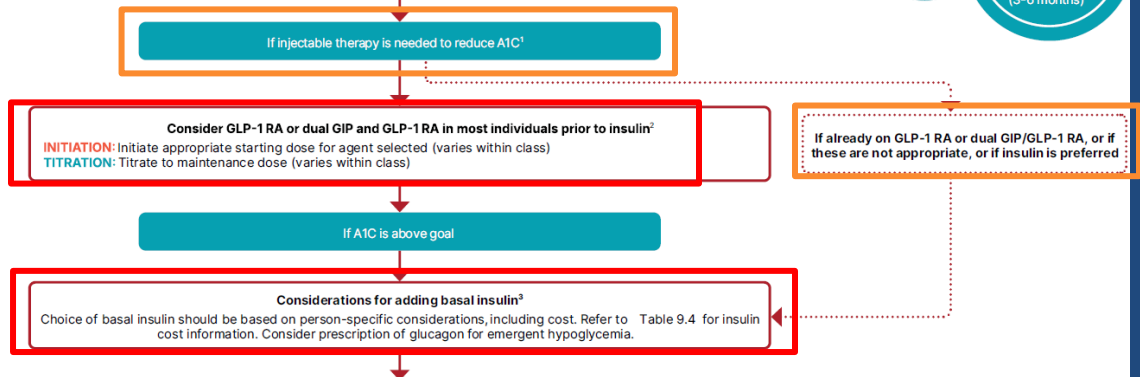 (3-6 months)
If injectable therapy is needed to reduce A1C¹
Consider GLP-1 RA or dual GIP and GLP-1 RA in most individuals prior to insulin²
INITIATION: Initiate appropriate starting dose for agent selected (varies within class)
TITRATION: Titrate to maintenance dose (varies within class)
If already on GLP-1 RA or dual GIP/GLP-1 RA, or if
these are not appropriate, or if insulin is preferred
If A1C is above goal
Considerations for adding basal insulin³
Choice of basal insulin should be based on person-specific considerations, including cost. Refer to Table 9.4 for insulin
cost information. Consider prescription of glucagon for emergent hypoglycemia.